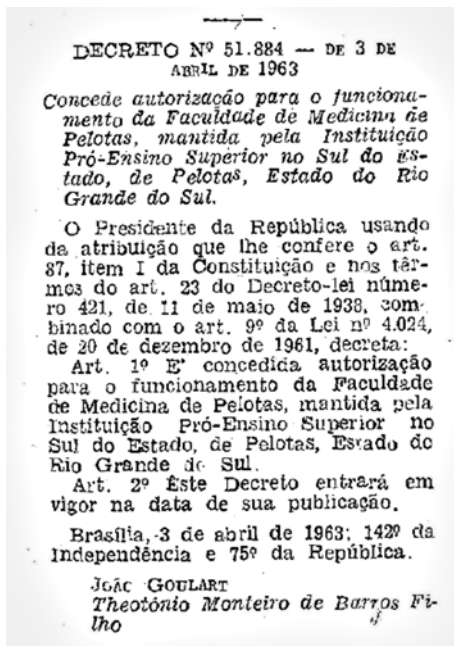 DECRETO Nº 51.884 — DE 3 DE
ABRIL DE 1963
Concede autorização para o funciona-
mento da Faculdade de Medicina de
Pelotas, mantida pela Instituição
Pró-Ensino Superior no Sul do Es-
tado, de Pelotas, Estado do Rio
Grande do Sul.
O Presidente da República usando
da atribuição que lhe confere o art.
87, item I da Constituição e nos têr-
mos do art. 23 do Decreto-lei núme-
ro 421, de 11 de maio de 1938, com-
binado com o art. 9º da Lei nº 4.024,
de 20 de dezembro de 1961, decreta:
Art. 1º E' concedida autorização
para o funcionamento da Faculdade
de Medicina de Pelotas, mantida pela
Instituição Pró-Ensino Superior no
Sul do Estado, de Pelotas, Estado do
Rio Grande do Sul.
Art. 2º Êste Decreto entrará em
vigor na data de sua publicação.
Brasília, 3 de abril de 1963; 142º da
Independência e 75º da República.
JOÃO GOULART
Theotônio Monteiro de Barros Fi-
lho